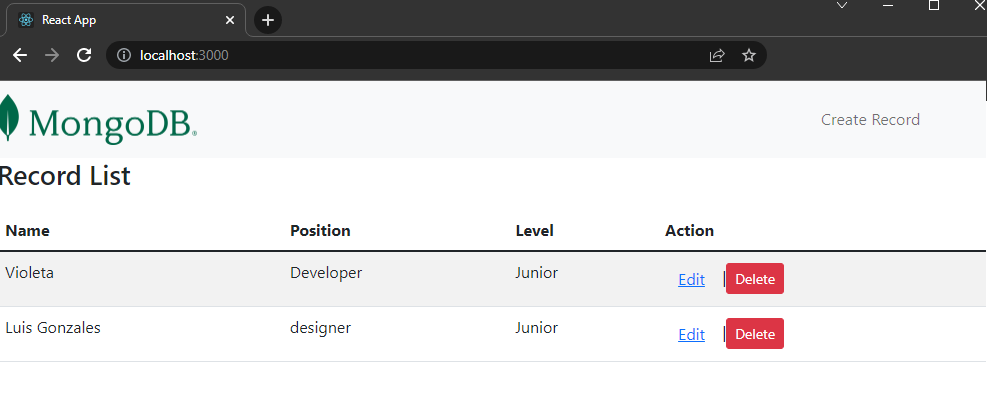 React App
localhost:3000
MongoDB®
Create Record
Record List
Name Position Level Action
Violeta Developer Junior Edit | Delete
Luis Gonzales designer Junior Edit | Delete